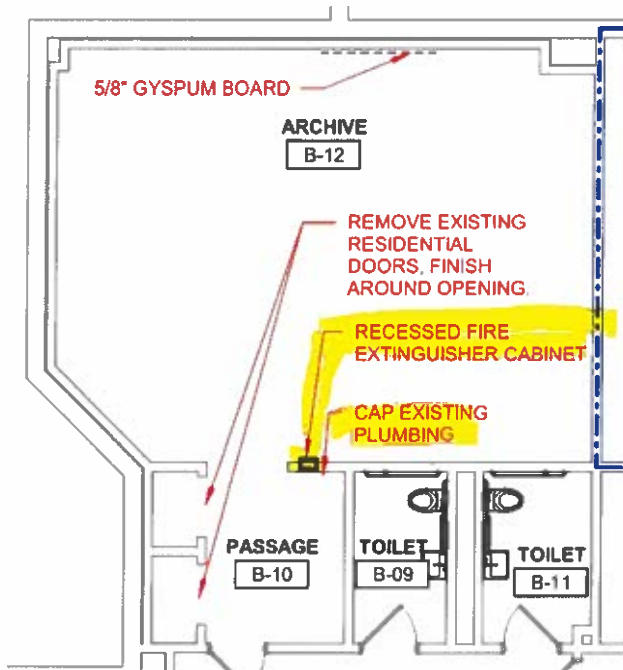 5/8" GYSPUM BOARD
ARCHIVE
B-12
REMOVE EXISTING
RESIDENTIAL
DOORS, FINISH
AROUND OPENING.
RECESSED FIRE
EXTINGUISHER CABINET
CAP EXISTING
PLUMBING
PASSAGE
B-10
TOILET
B-09
TOILET
B-11